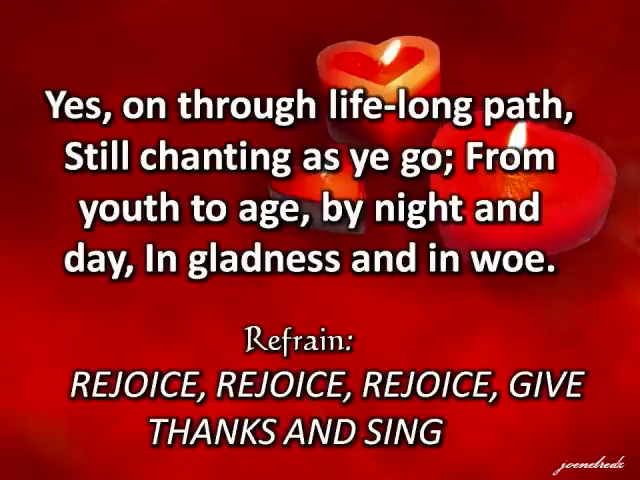 Yes, on through life-long path,
Still chanting as ye go; From
youth to age, by night and
day, In gladness and in woe.
Refrain:
REJOICE, REJOICE, REJOICE, GIVE
THANKS AND SING
joenelredz